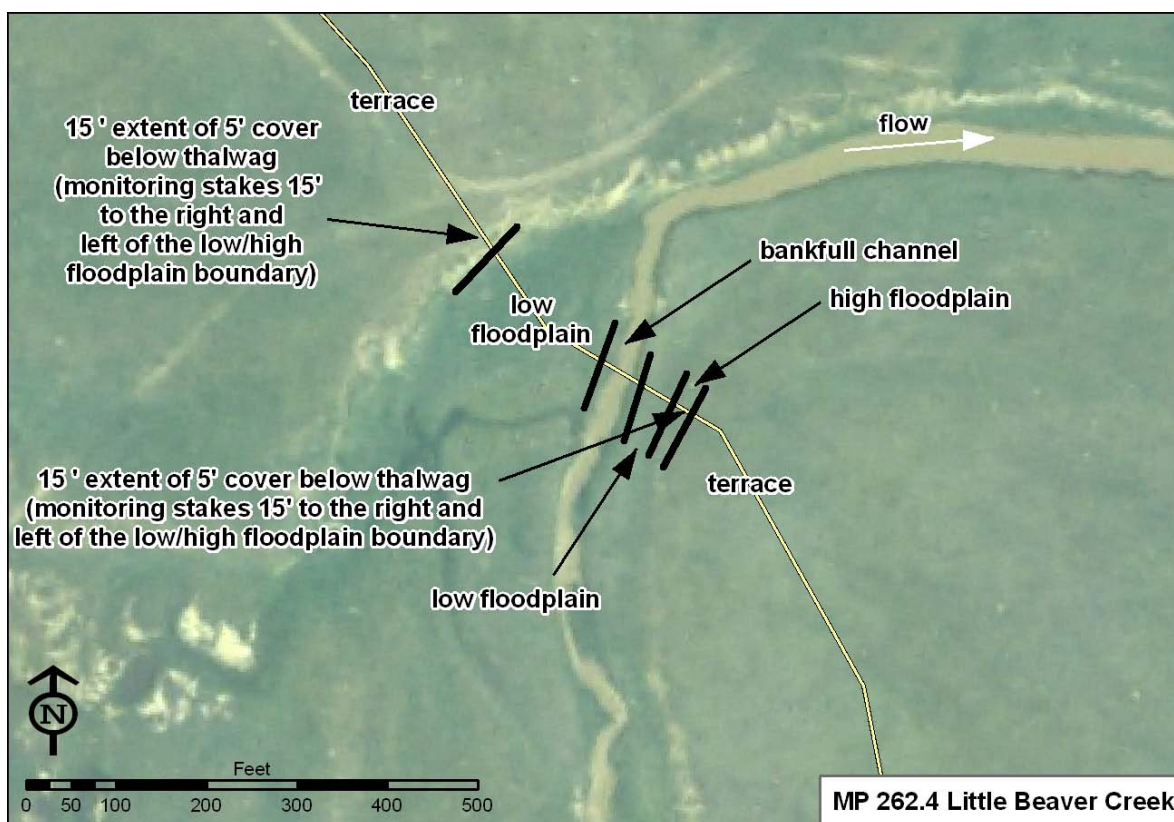 terrace
15 ' extent of 5' cover
below thalwag
(monitoring stakes 15'
to the right and
left of the low/high
floodplain boundary)
flow
bankfull channel
high floodplain
low
floodplain
15 ' extent of 5' cover below thalwag
(monitoring stakes 15' to the right and
left of the low/high floodplain boundary)
terrace
low floodplain
N
Feet
0 50 100 200 300 400 500
MP 262.4 Little Beaver Creek